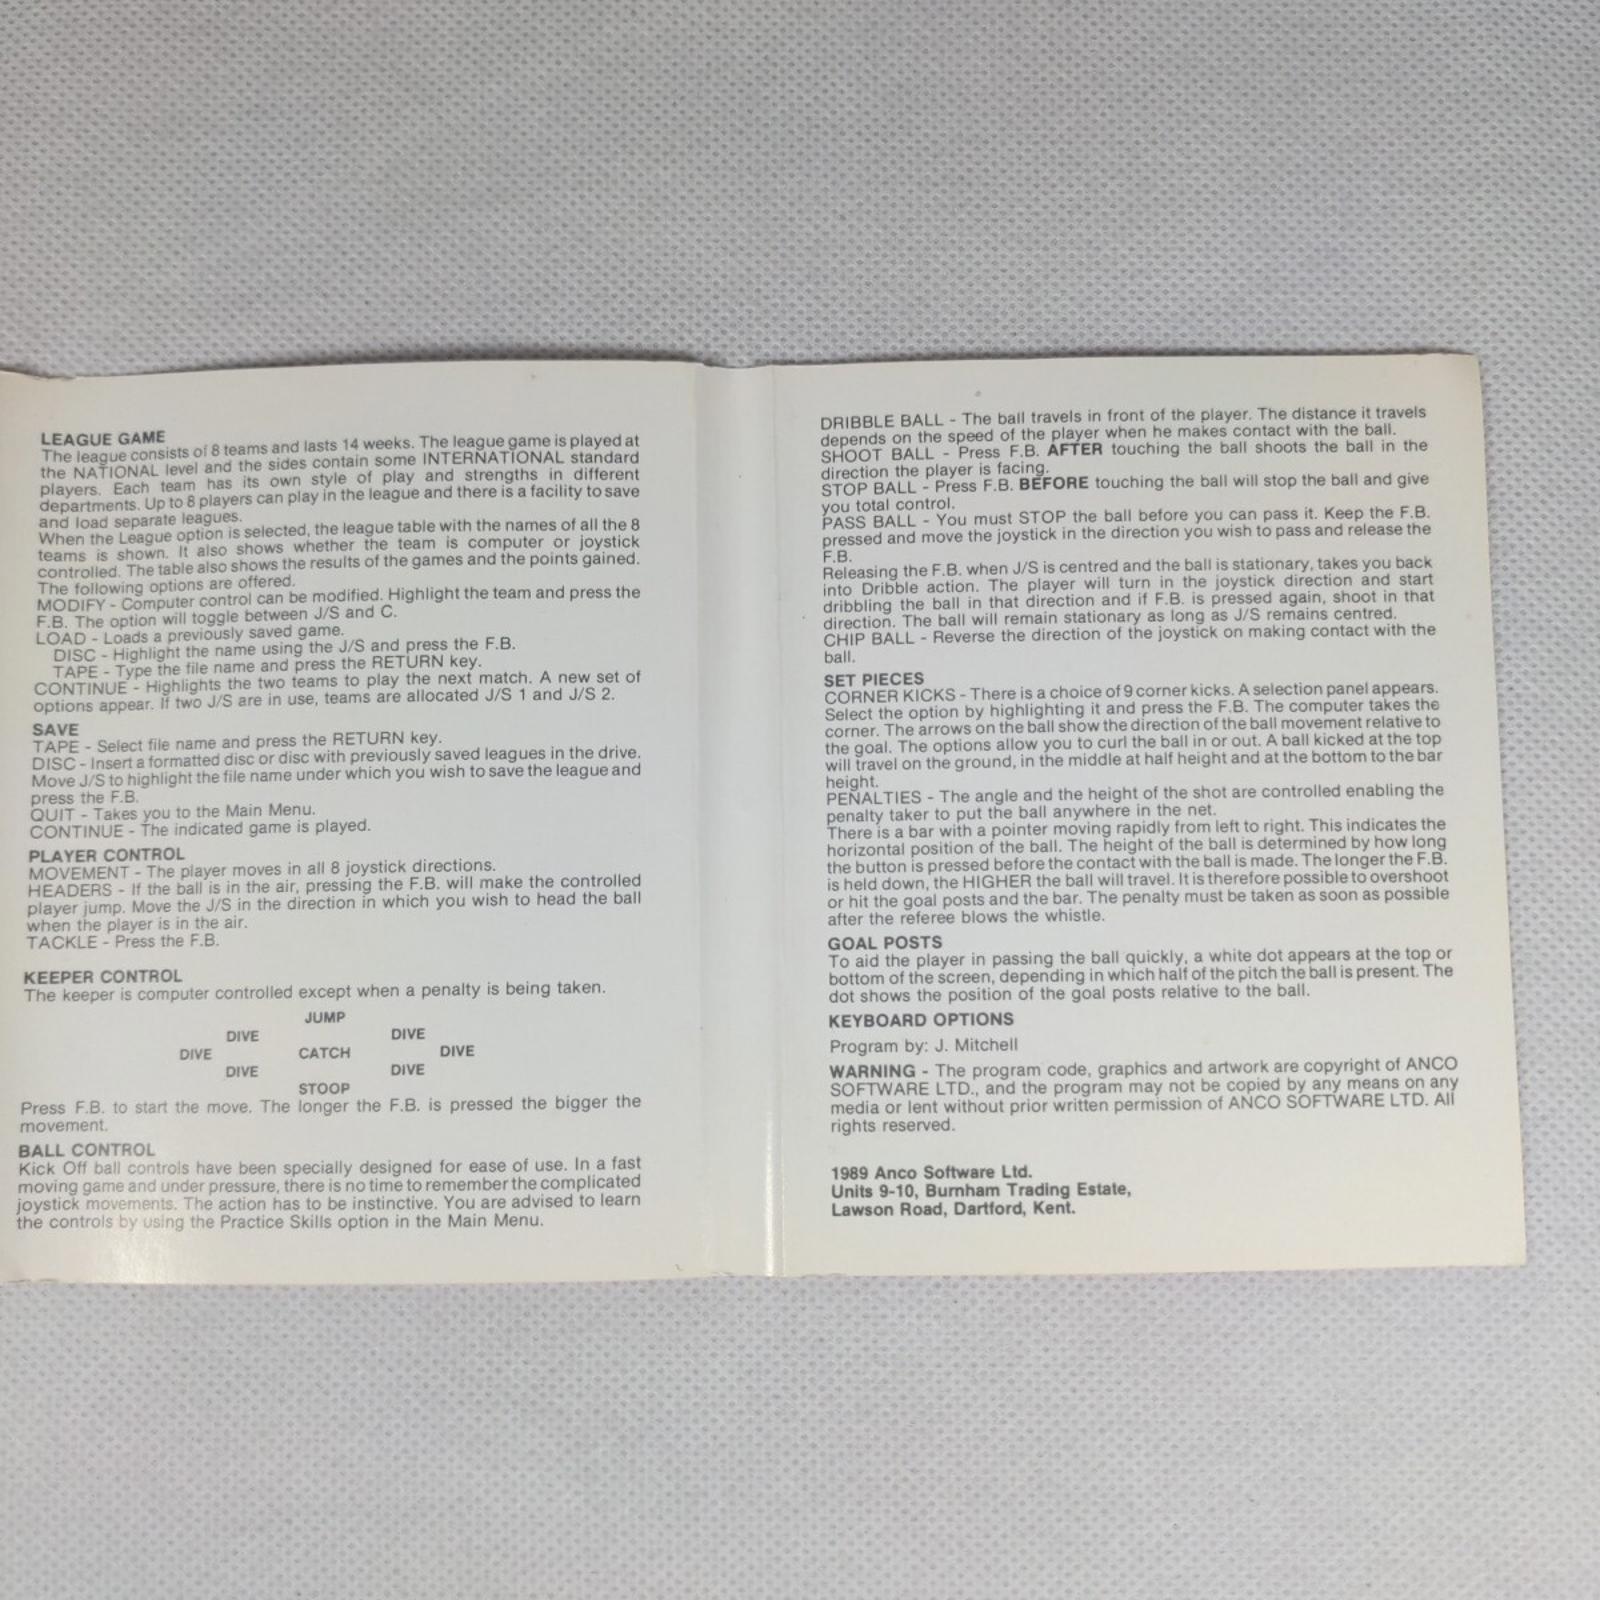 LEAGUE GAME
The league consists of 8 teams and lasts 14 weeks. The league game is played at
the NATIONAL level and the sides contain some INTERNATIONAL standard
players. Each team has its own style of play and strengths in different
departments. Up to 8 players can play in the league and there is a facility to save
and load separate leagues.
When the League option is selected, the league table with the names of all the 8
teams is shown. It also shows whether the team is computer or joystick
controlled. The table also shows the results of the games and the points gained.
The following options are offered.
MODIFY - Computer control can be modified. Highlight the team and press the
F.B. The option will toggle between J/S and C.
LOAD - Loads a previously saved game.
DISC - Highlight the name using the J/S and press the F.B.
TAPE - Type the file name and press the RETURN key.
CONTINUE - Highlights the two teams to play the next match. A new set of
options appear. If two J/S are in use, teams are allocated J/S 1 and J/S 2.
SAVE
TAPE - Select file name and press the RETURN key.
DISC - Insert a formatted disc or disc with previously saved leagues in the drive.
Move J/S to highlight the file name under which you wish to save the league and
press the F.B.
QUIT - Takes you to the Main Menu.
CONTINUE - The indicated game is played.
PLAYER CONTROL
MOVEMENT - The player moves in all 8 joystick directions.
HEADERS - If the ball is in the air, pressing the F.B. will make the controlled
player jump. Move the J/S in the direction in which you wish to head the ball
when the player is in the air.
TACKLE - Press the F.B.
KEEPER CONTROL
The keeper is computer controlled except when a penalty is being taken.
JUMP
DIVE DIVE
DIVE CATCH DIVE
DIVE DIVE
STOOP
Press F.B. to start the move. The longer the F.B. is pressed the bigger the
movement.
BALL CONTROL
Kick Off ball controls have been specially designed for ease of use. In a fast
moving game and under pressure, there is no time to remember the complicated
joystick movements. The action has to be instinctive. You are advised to learn
the controls by using the Practice Skills option in the Main Menu.
DRIBBLE BALL - The ball travels in front of the player. The distance it travels
depends on the speed of the player when he makes contact with the ball.
SHOOT BALL - Press F.B. AFTER touching the ball shoots the ball in the
direction the player is facing.
STOP BALL - Press F.B. BEFORE touching the ball will stop the ball and give
you total control.
PASS BALL - You must STOP the ball before you can pass it. Keep the F.B.
pressed and move the joystick in the direction you wish to pass and release the
F.B.
Releasing the F.B. when J/S is centred and the ball is stationary, takes you back
into Dribble action. The player will turn in the joystick direction and start
dribbling the ball in that direction and if F.B. is pressed again, shoot in that
direction. The ball will remain stationary as long as J/S remains centred.
CHIP BALL - Reverse the direction of the joystick on making contact with the
ball.
SET PIECES
CORNER KICKS - There is a choice of 9 corner kicks. A selection panel appears.
Select the option by highlighting it and press the F.B. The computer takes the
corner. The arrows on the ball show the direction of the ball movement relative to
the goal. The options allow you to curl the ball in or out. A ball kicked at the top
will travel on the ground, in the middle at half height and at the bottom to the bar
height.
PENALTIES - The angle and the height of the shot are controlled enabling the
penalty taker to put the ball anywhere in the net.
There is a bar with a pointer moving rapidly from left to right. This indicates the
horizontal position of the ball. The height of the ball is determined by how long
the button is pressed before the contact with the ball is made. The longer the F.B.
is held down, the HIGHER the ball will travel. It is therefore possible to overshoot
or hit the goal posts and the bar. The penalty must be taken as soon as possible
after the referee blows the whistle.
GOAL POSTS
To aid the player in passing the ball quickly, a white dot appears at the top or
bottom of the screen, depending in which half of the pitch the ball is present. The
dot shows the position of the goal posts relative to the ball.
KEYBOARD OPTIONS
Program by: J. Mitchell
WARNING - The program code, graphics and artwork are copyright of ANCO
SOFTWARE LTD., and the program may not be copied by any means on any
media or lent without prior written permission of ANCO SOFTWARE LTD. All
rights reserved.
1989 Anco Software Ltd.
Units 9-10, Burnham Trading Estate,
Lawson Road, Dartford, Kent.